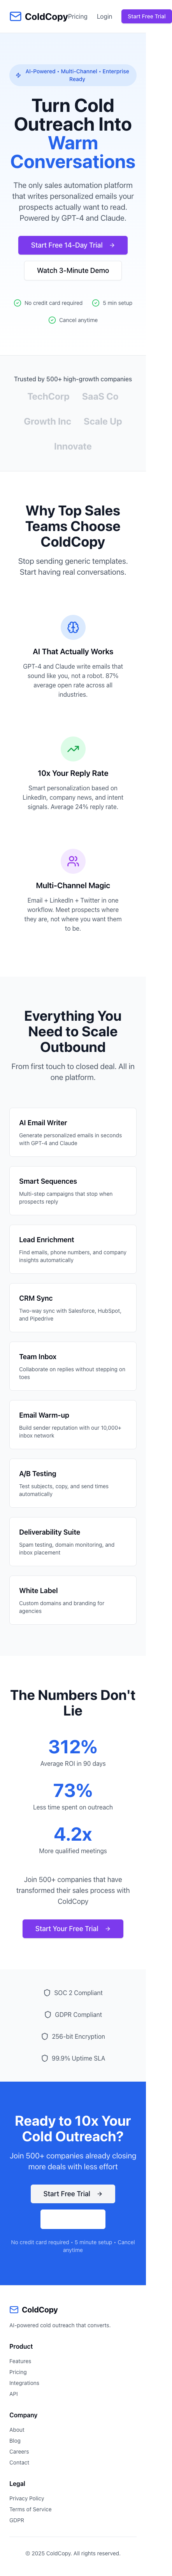 ColdCopy Pricing Login Start Free Trial
AI-Powered • Multi-Channel • Enterprise
Ready
Turn Cold
Outreach Into
Warm
Conversations
The only sales automation platform
that writes personalized emails your
prospects actually want to read.
Powered by GPT-4 and Claude.
Start Free 14-Day Trial
Watch 3-Minute Demo
No credit card required 5 min setup
Cancel anytime
Trusted by 500+ high-growth companies
TechCorp SaaS Co
Growth Inc Scale Up
Innovate
Why Top Sales
Teams Choose
ColdCopy
Stop sending generic templates.
Start having real conversations.
AI That Actually Works
GPT-4 and Claude write emails that
sound like you, not a robot. 87%
average open rate across all
industries.
10x Your Reply Rate
Smart personalization based on
LinkedIn, company news, and intent
signals. Average 24% reply rate.
Multi-Channel Magic
Email + LinkedIn + Twitter in one
workflow. Meet prospects where
they are, not where you want them
to be.
Everything You
Need to Scale
Outbound
From first touch to closed deal. All in
one platform.
AI Email Writer
Generate personalized emails in seconds
with GPT-4 and Claude
Smart Sequences
Multi-step campaigns that stop when
prospects reply
Lead Enrichment
Find emails, phone numbers, and company
insights automatically
CRM Sync
Two-way sync with Salesforce, HubSpot,
and Pipedrive
Team Inbox
Collaborate on replies without stepping on
toes
Email Warm-up
Build sender reputation with our 10,000+
inbox network
A/B Testing
Test subjects, copy, and send times
automatically
Deliverability Suite
Spam testing, domain monitoring, and
inbox placement
White Label
Custom domains and branding for
agencies
The Numbers Don't
Lie
312%
Average ROI in 90 days
73%
Less time spent on outreach
4.2x
More qualified meetings
Join 500+ companies that have
transformed their sales process with
ColdCopy
Start Your Free Trial
SOC 2 Compliant
GDPR Compliant
256-bit Encryption
99.9% Uptime SLA
Ready to 10x Your
Cold Outreach?
Join 500+ companies already closing
more deals with less effort
Start Free Trial
No credit card required • 5 minute setup • Cancel
anytime
ColdCopy
AI-powered cold outreach that converts.
Product
Features
Pricing
Integrations
API
Company
About
Blog
Careers
Contact
Legal
Privacy Policy
Terms of Service
GDPR
© 2025 ColdCopy. All rights reserved.